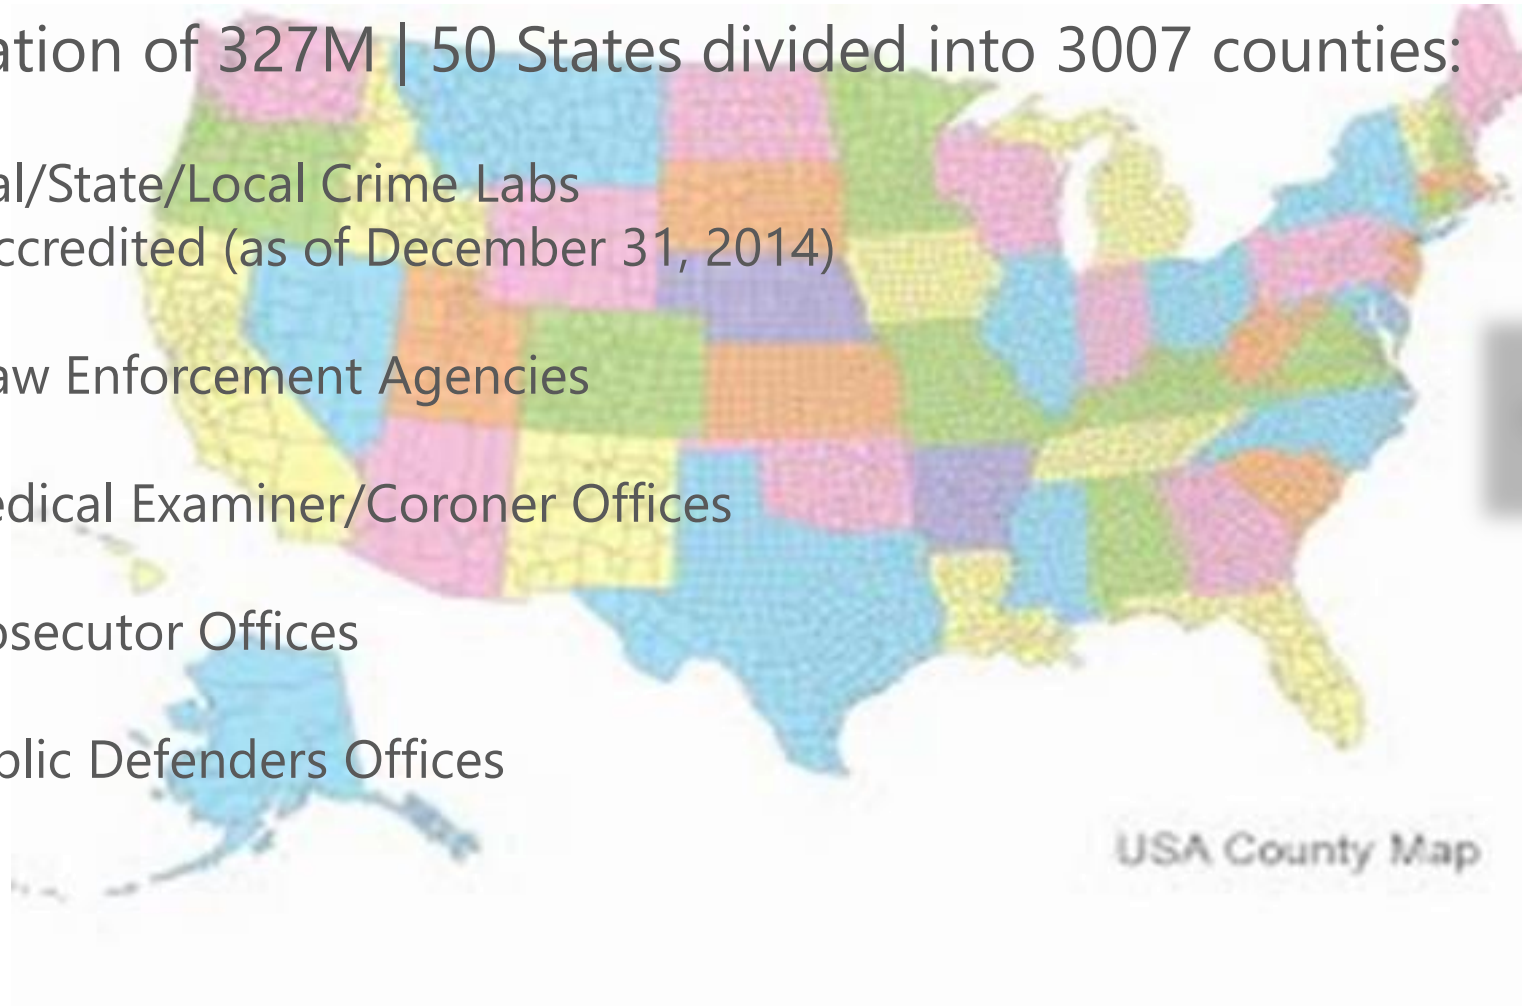 ation of 327M | 50 States divided into 3007 counties:
al/State/Local Crime Labs
ccredited (as of December 31, 2014)
aw Enforcement Agencies
edical Examiner/Coroner Offices
osecutor Offices
blic Defenders Offices
USA County Map